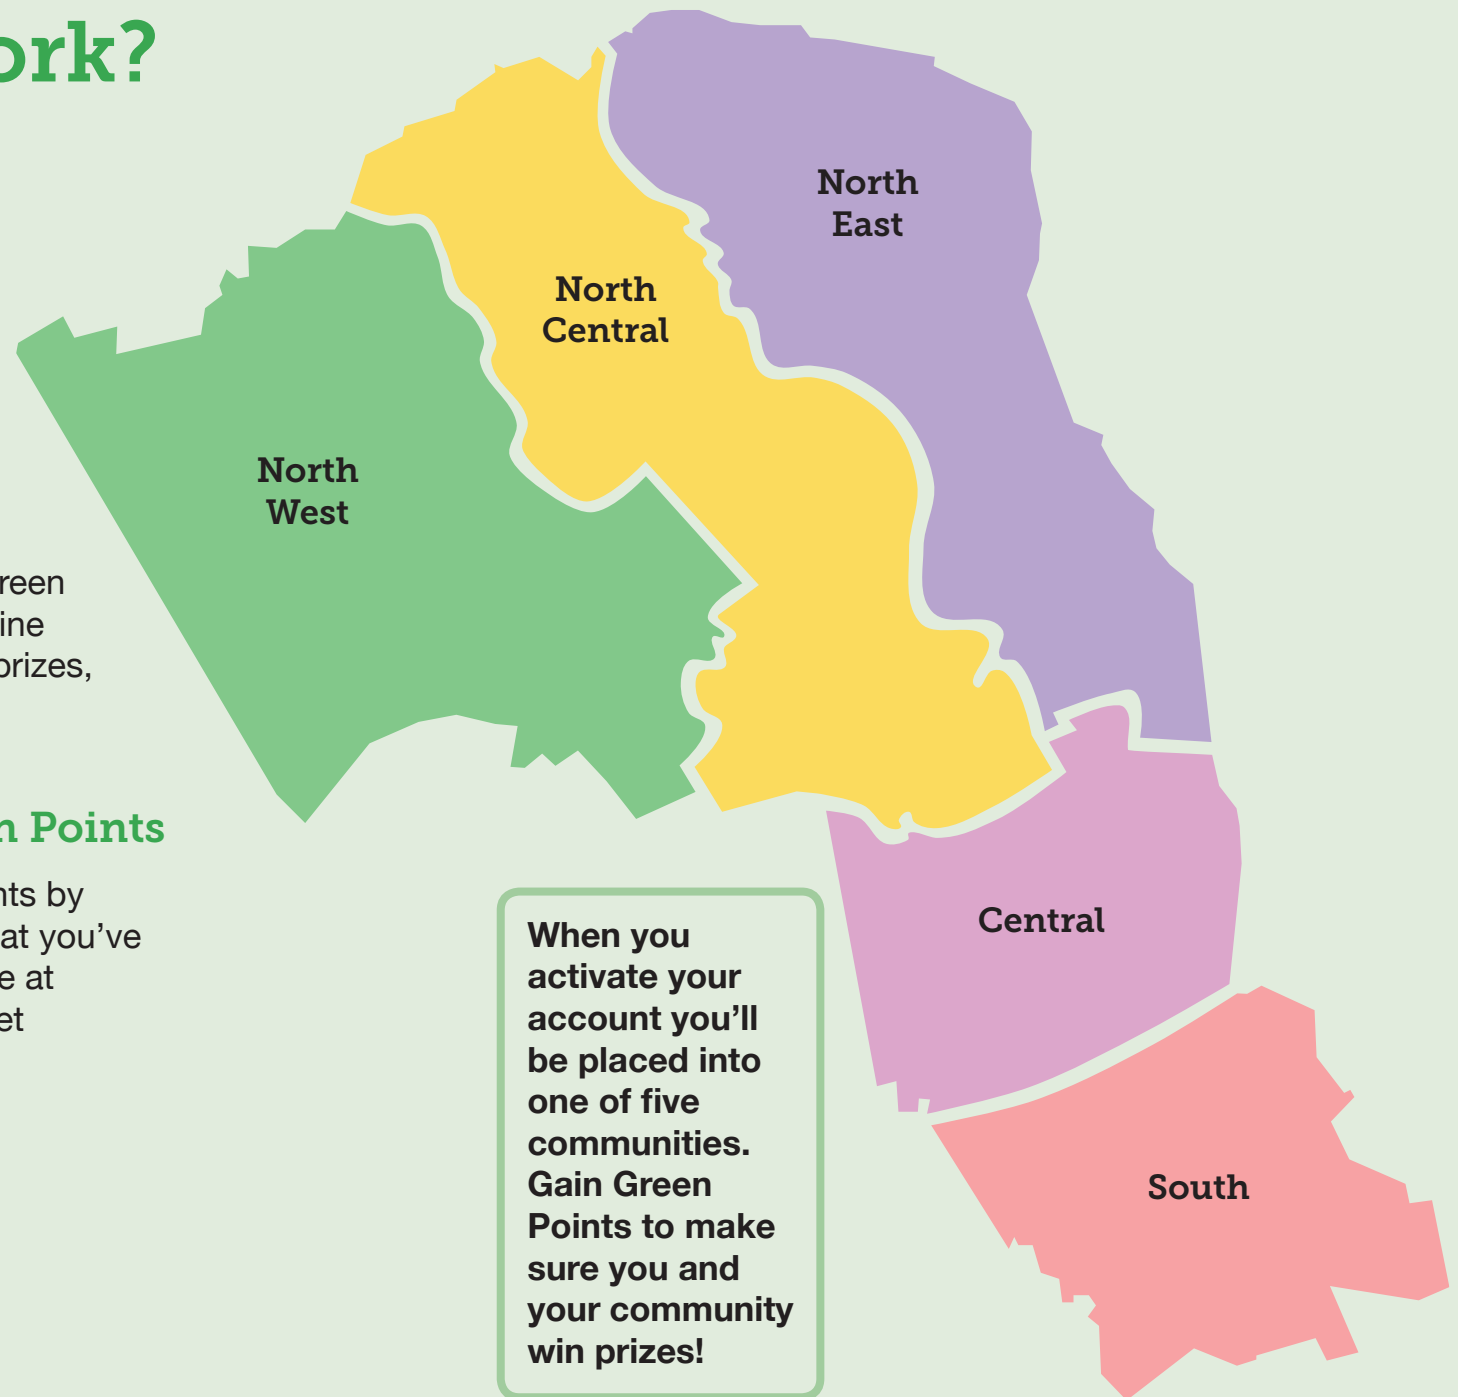 ork?
reen
ine
prizes,
n Points
nts by
at you've
e at
et
North
East
North
Central
North
West
Central
South
When you
activate your
account you'll
be placed into
one of five
communities.
Gain Green
Points to make
sure you and
your community
win prizes!